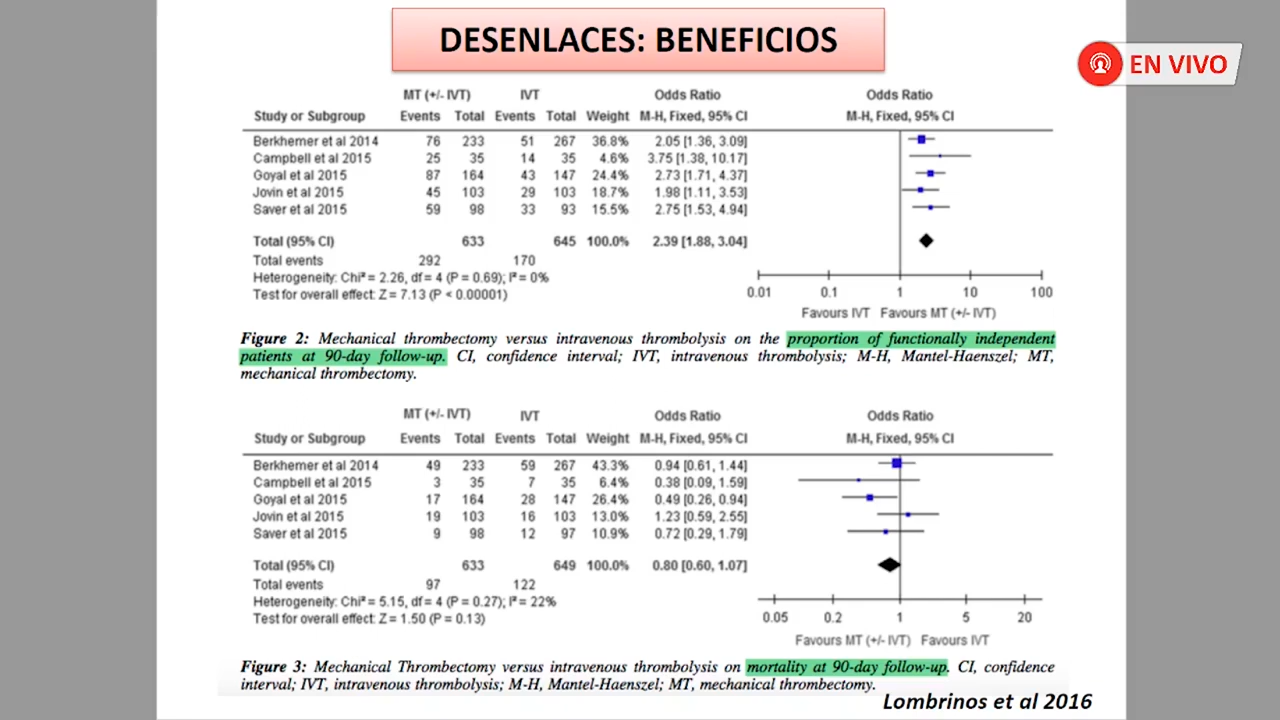 DESENLACES: BENEFICIOS
EN VIVO
MT (+/- IVT) IVT Odds Ratio Odds Ratio
Study or Subgroup Events Total Events Total Weight M-H, Fixed, 95% CI M-H, Fixed, 95% CI
Berkhemer et al 2014 76 233 51 267 36.8% 2.05 [1.36, 3.09]
Campbell et al 2015 25 35 14 35 4.6% 3.75 [1.38, 10.17]
Goyal et al 2015 87 164 43 147 24.4% 2.73 [1.71, 4.37]
Jovin et al 2015 45 103 29 103 18.7% 1.98 [1.11, 3.53]
Saver et al 2015 59 98 33 93 15.5% 2.75 [1.53, 4.94]
Total (95% CI) 633 645 100.0% 2.39 [1.88, 3.04]
Total events 292 170
Heterogeneity: Chi² = 2.26, df = 4 (P = 0.69); I² = 0%
Test for overall effect: Z = 7.13 (P < 0.00001)
0.01 0.1 1 10 100
Favours IVT Favours MT (+/- IVT)
Figure 2: Mechanical thrombectomy versus intravenous thrombolysis on the proportion of functionally independent
patients at 90-day follow-up. CI, confidence interval; IVT, intravenous thrombolysis; M-H, Mantel-Haenszel; MT,
mechanical thrombectomy.
MT (+/- IVT) IVT Odds Ratio Odds Ratio
Study or Subgroup Events Total Events Total Weight M-H, Fixed, 95% CI M-H, Fixed, 95% CI
Berkhemer et al 2014 49 233 59 267 43.3% 0.94 [0.61, 1.44]
Campbell et al 2015 3 35 7 35 6.4% 0.38 [0.09, 1.59]
Goyal et al 2015 17 164 28 147 26.4% 0.49 [0.26, 0.94]
Jovin et al 2015 19 103 16 103 13.0% 1.23 [0.59, 2.55]
Saver et al 2015 9 98 12 97 10.9% 0.72 [0.29, 1.79]
Total (95% CI) 633 649 100.0% 0.80 [0.60, 1.07]
Total events 97 122
Heterogeneity: Chi² = 5.15, df = 4 (P = 0.27); I² = 22%
Test for overall effect: Z = 1.50 (P = 0.13)
0.05 0.2 1 5 20
Favours MT (+/- IVT) Favours IVT
Figure 3: Mechanical Thrombectomy versus intravenous thrombolysis on mortality at 90-day follow-up. CI, confidence
interval; IVT, intravenous thrombolysis; M-H, Mantel-Haenszel; MT, mechanical thrombectomy.
Lombrinos et al 2016